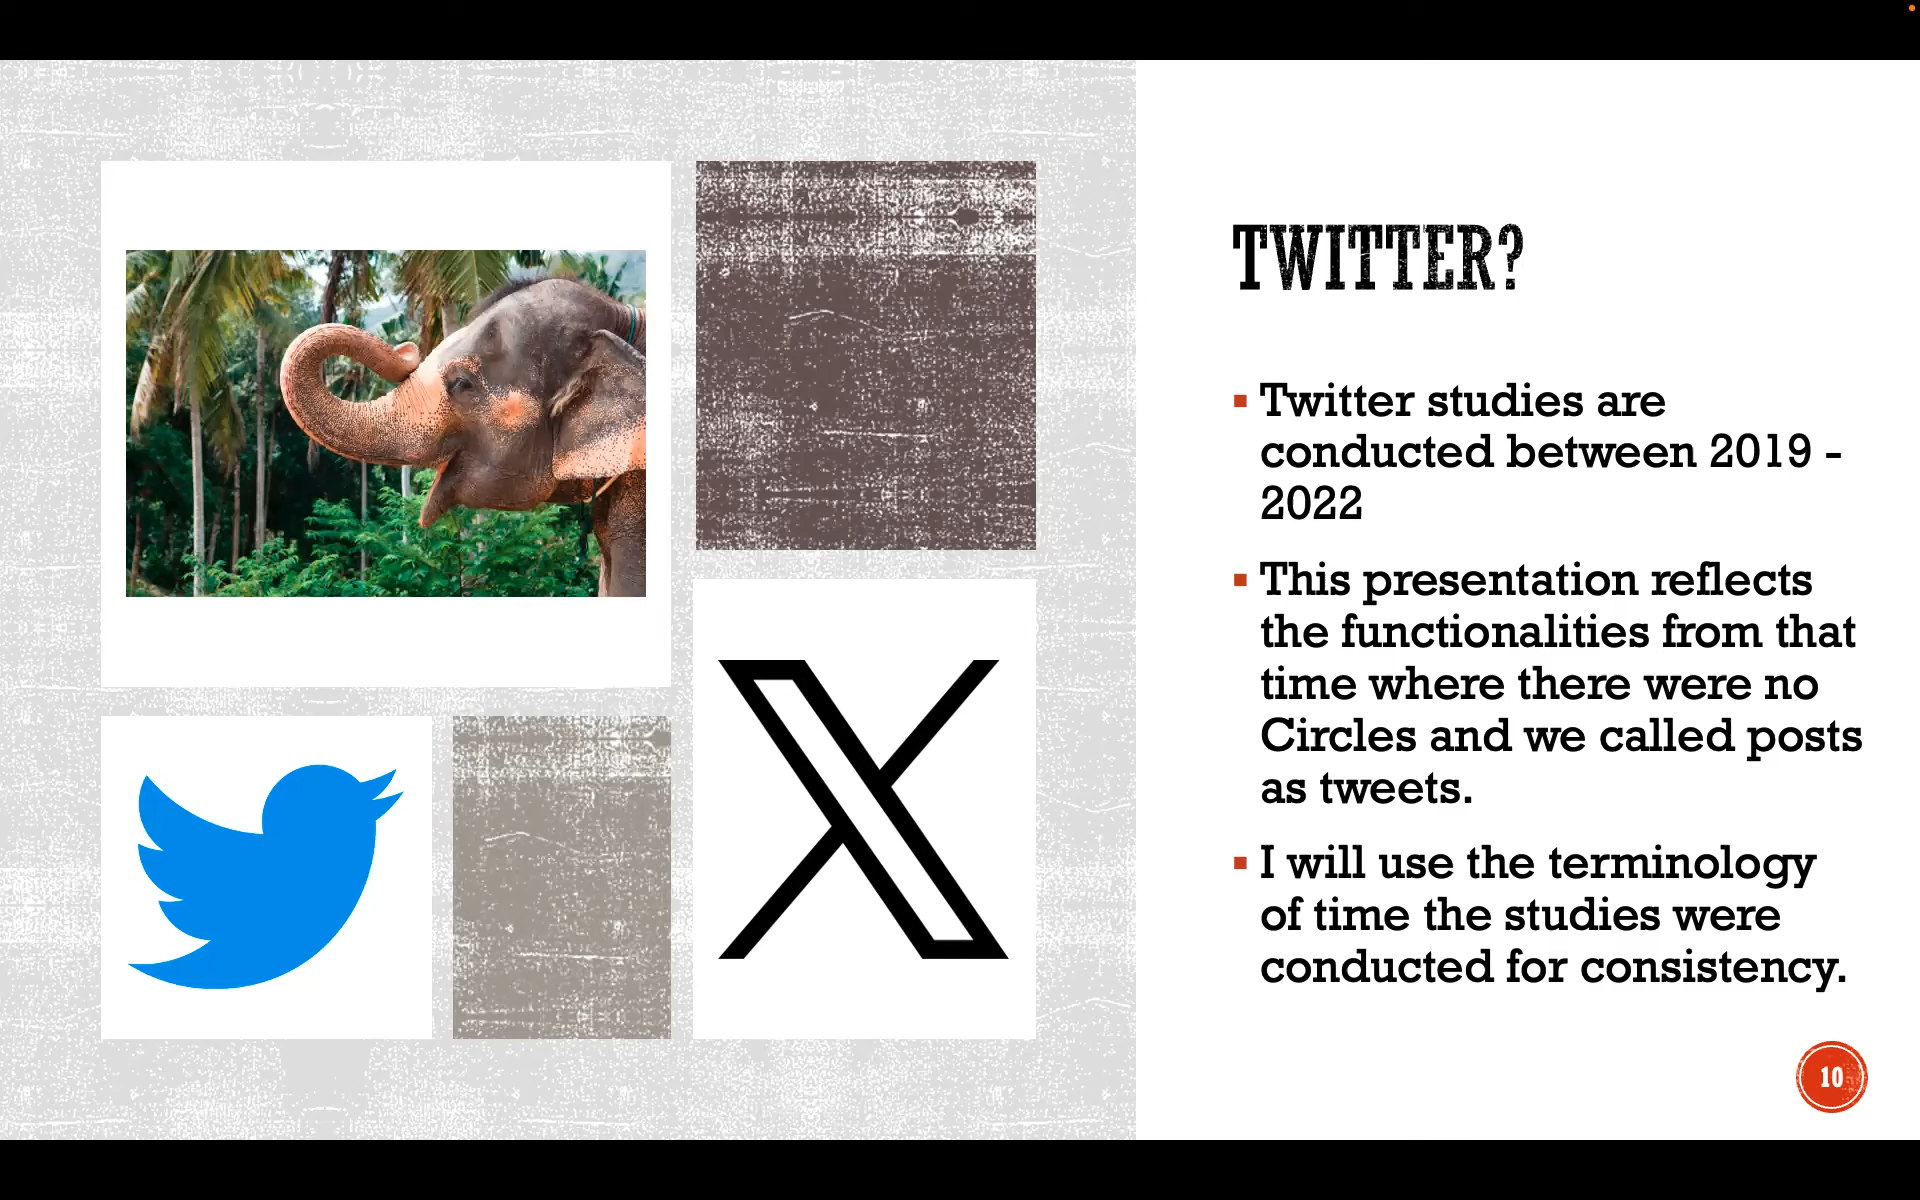 TWITTER?
Twitter studies are
conducted between 2019 -
2022
This presentation reflects
the functionalities from that
time where there were no
Circles and we called posts
as tweets.
I will use the terminology
of time the studies were
conducted for consistency.
10